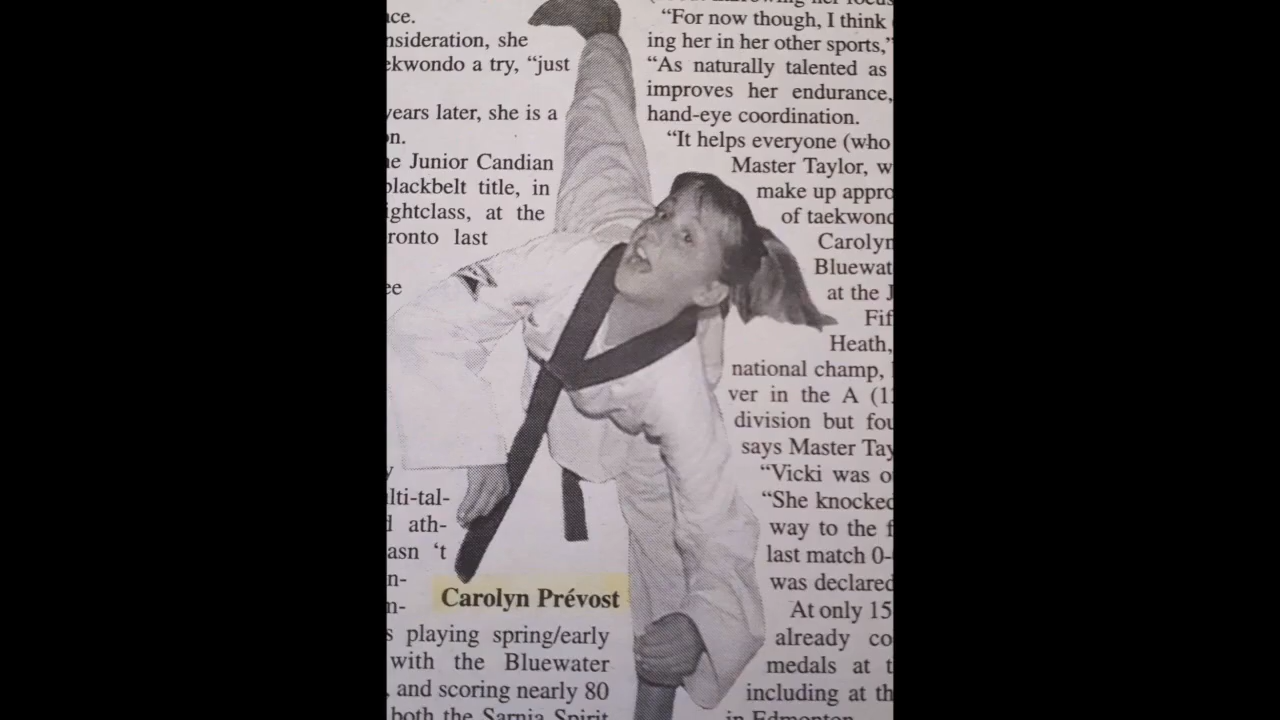 ace.
nsideration, she
ekwondo a try, “just
years later, she is a
on.
e Junior Candian
blackbelt title, in
ightclass, at the
ronto last
ee
y
lti-tal-
d ath-
asn ‘t
n-
m-
Carolyn Prévost
s playing spring/early
with the Bluewater
, and scoring nearly 80
both the Sarnia Spirit
“For now though, I think
ing her in her other sports,”
“As naturally talented as
improves her endurance,
hand-eye coordination.
“It helps everyone (who
Master Taylor, w
make up appro
of taekwond
Carolyn
Bluewat
at the J
Fif
Heath,
national champ,
ver in the A (1
division but fou
says Master Tay
“Vicki was o
“She knocked
way to the f
last match 0-
was declared
At only 15
already co
medals at t
including at th
in Edmonton